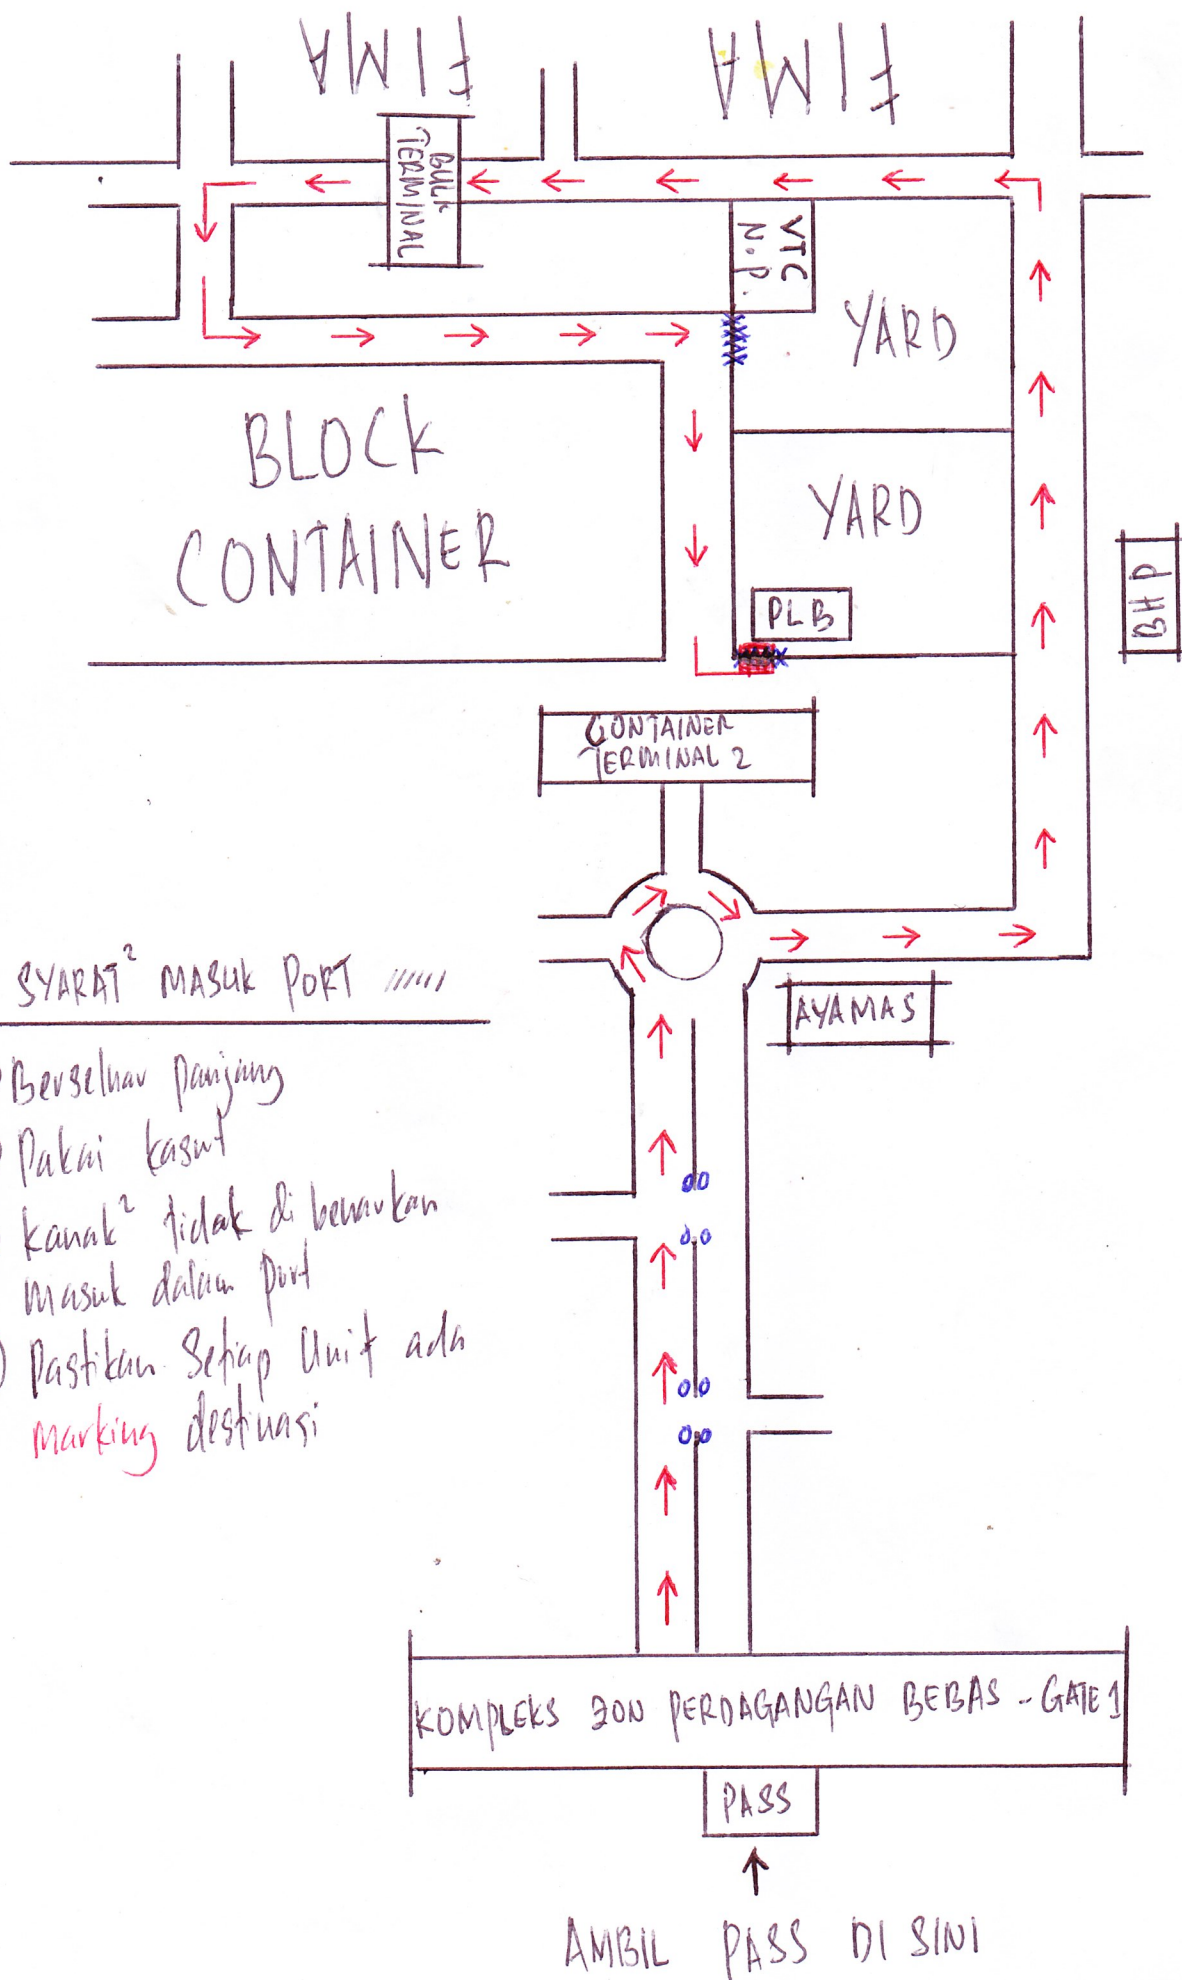 FIMA
FIMA
BULK
TERMINAL
VTC
N.P.
YARD
BLOCK
CONTAINER
YARD
BHP
PLB
CONTAINER
TERMINAL 2
SYARAT² MASUK PORT
AYAMAS
Berseluar panjang
Pakai kasut
kanak² tidak di benarkan
masuk dalam port
) Pastikan Setiap Unit ada
marking destinasi
KOMPLEKS ZON PERDAGANGAN BEBAS - GATE 1
PASS
AMBIL PASS DI SINI